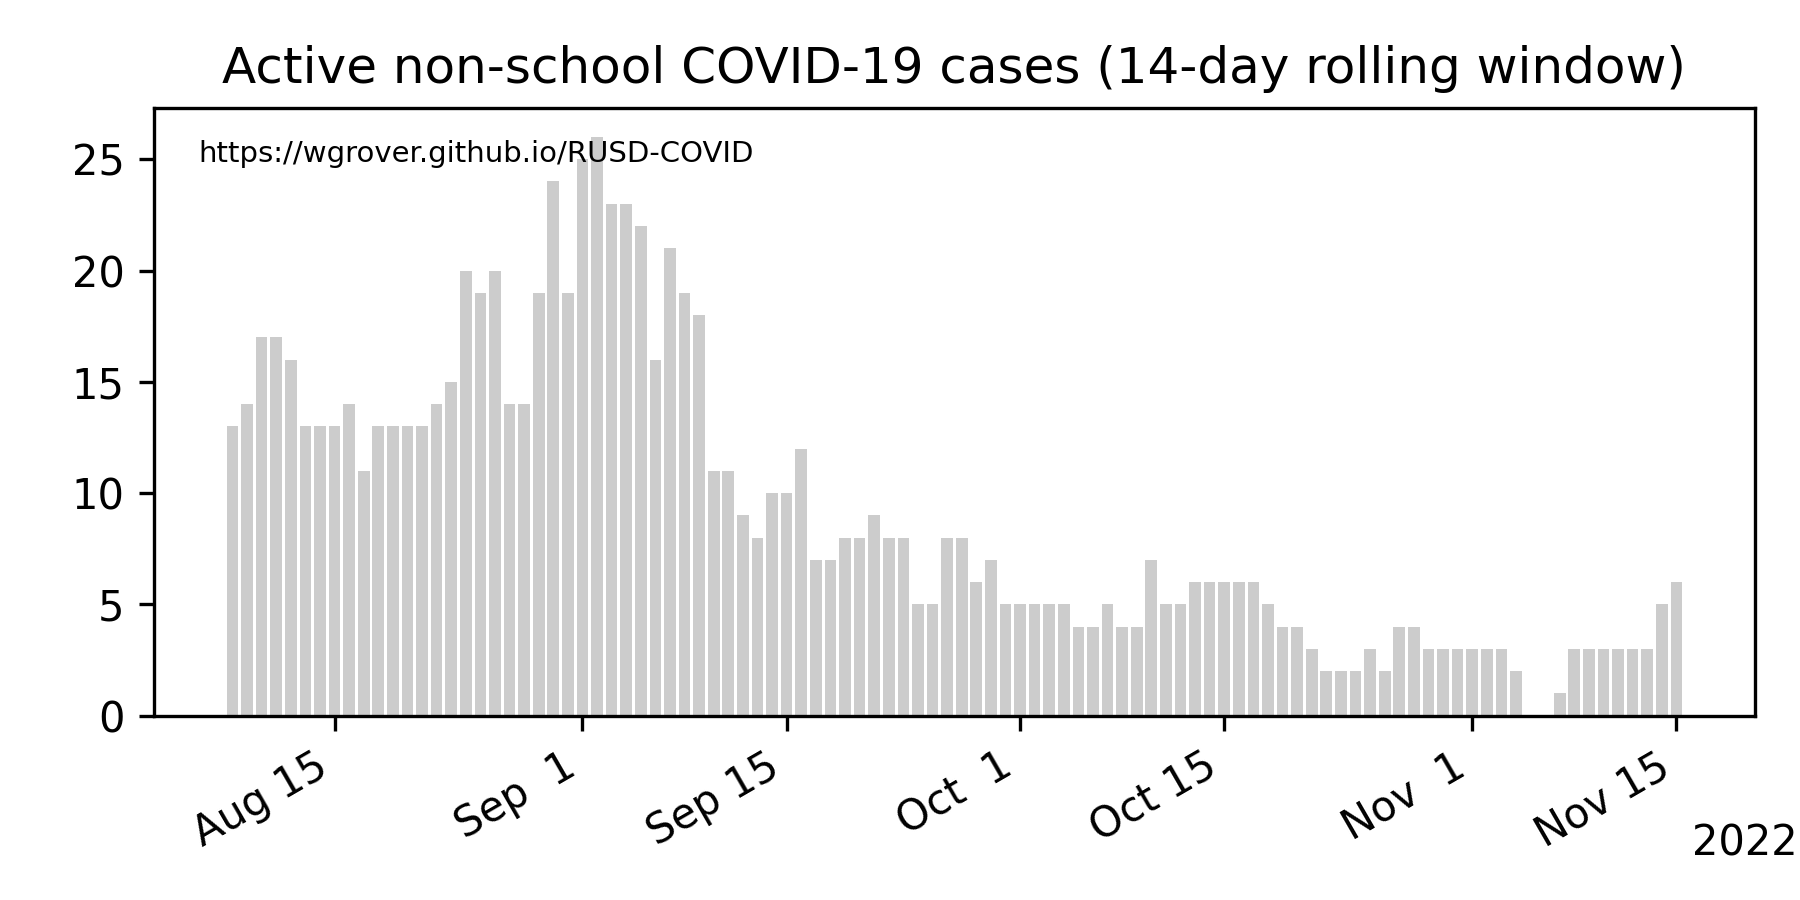 Active non-school COVID-19 cases (14-day rolling window)
https://wgrover.github.io/RUSD-COVID
25
20
15
10
5
0
Aug 15
Sep  1
Sep 15
Oct  1
Oct 15
Nov  1
Nov 15
2022